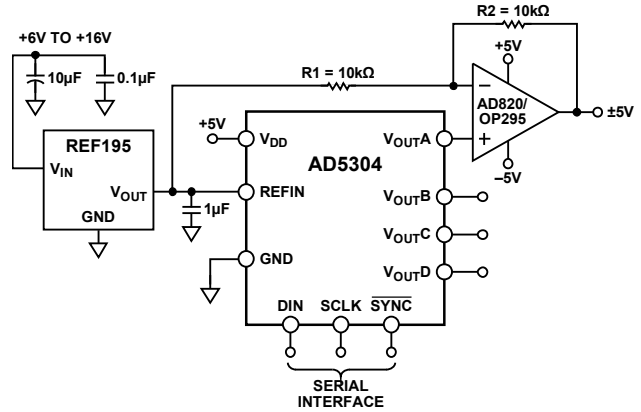 R2 = 10kΩ
+6V TO +16V
+5V
10µF
0.1µF
R1 = 10kΩ
AD820/
OP295
±5V
–5V
REF195
VIN
VOUT
GND
1µF
+5V
AD5304
VDD
REFIN
GND
VOUTA
VOUTB
VOUTC
VOUTD
DIN SCLK SYNC
SERIAL
INTERFACE